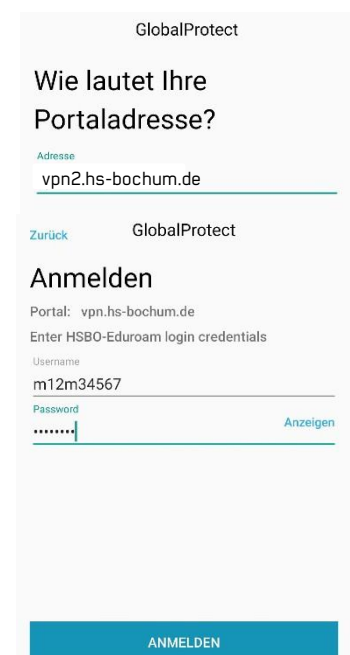 GlobalProtect
Wie lautet Ihre
Portaladresse?
Adresse
vpn2.hs-bochum.de
Zurück GlobalProtect
Anmelden
Portal: vpn.hs-bochum.de
Enter HSBO-Eduroam login credentials
Username
m12m34567
Password
•••••••• Anzeigen
ANMELDEN